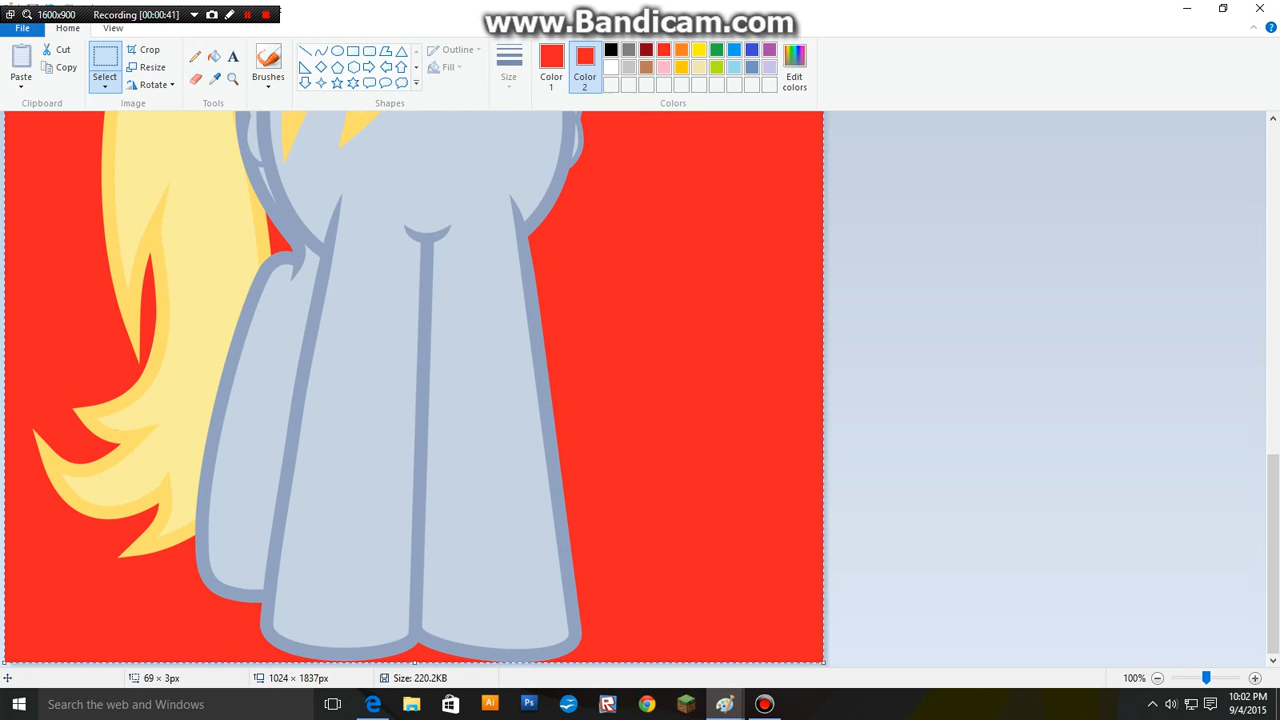 1600x900 Recording [00:00:41]
www.Bandicam.com
File Home View
Paste Cut Copy
Select Crop Resize Rotate
Brushes Outline Fill Size
Color 1 Color 2 Edit colors
Clipboard Image Tools Shapes Colors
69 × 3px 1024 × 1837px Size: 220.2KB 100%
Search the web and Windows Ai Ps 10:02 PM
9/4/2015